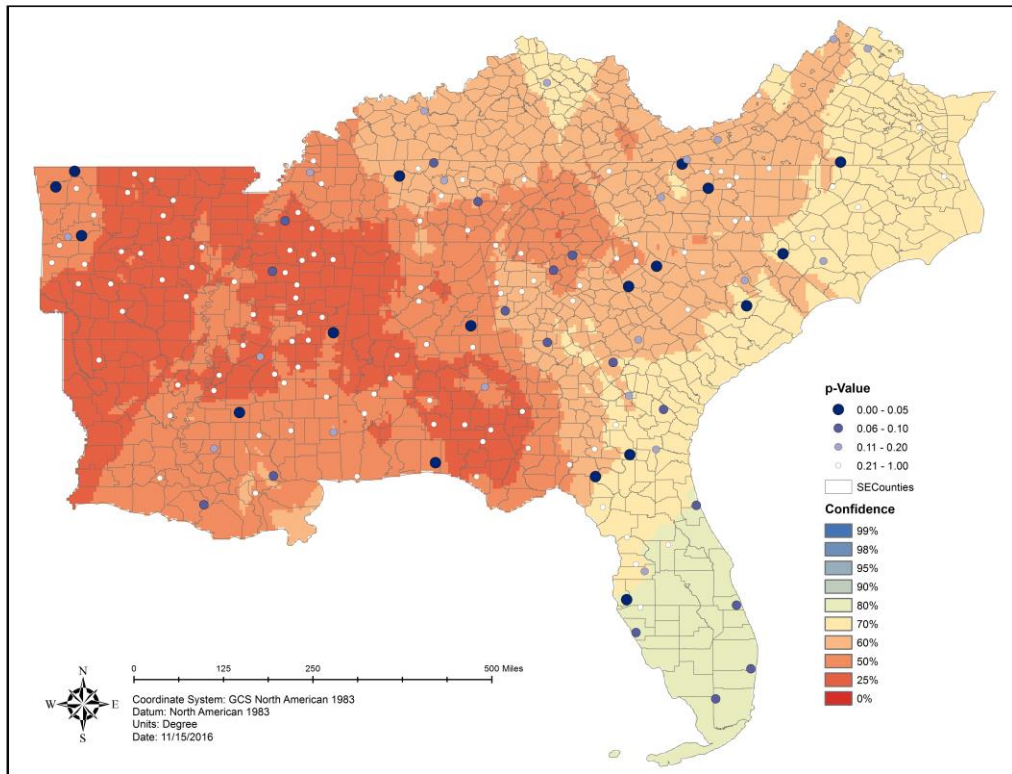 p-Value
0.00 - 0.05
0.06 - 0.10
0.11 - 0.20
0.21 - 1.00
SECounties
Confidence
99%
98%
95%
90%
80%
70%
60%
50%
25%
0%
0 125 250 500 Miles
N
W E
S
Coordinate System: GCS North American 1983
Datum: North American 1983
Units: Degree
Date: 11/15/2016